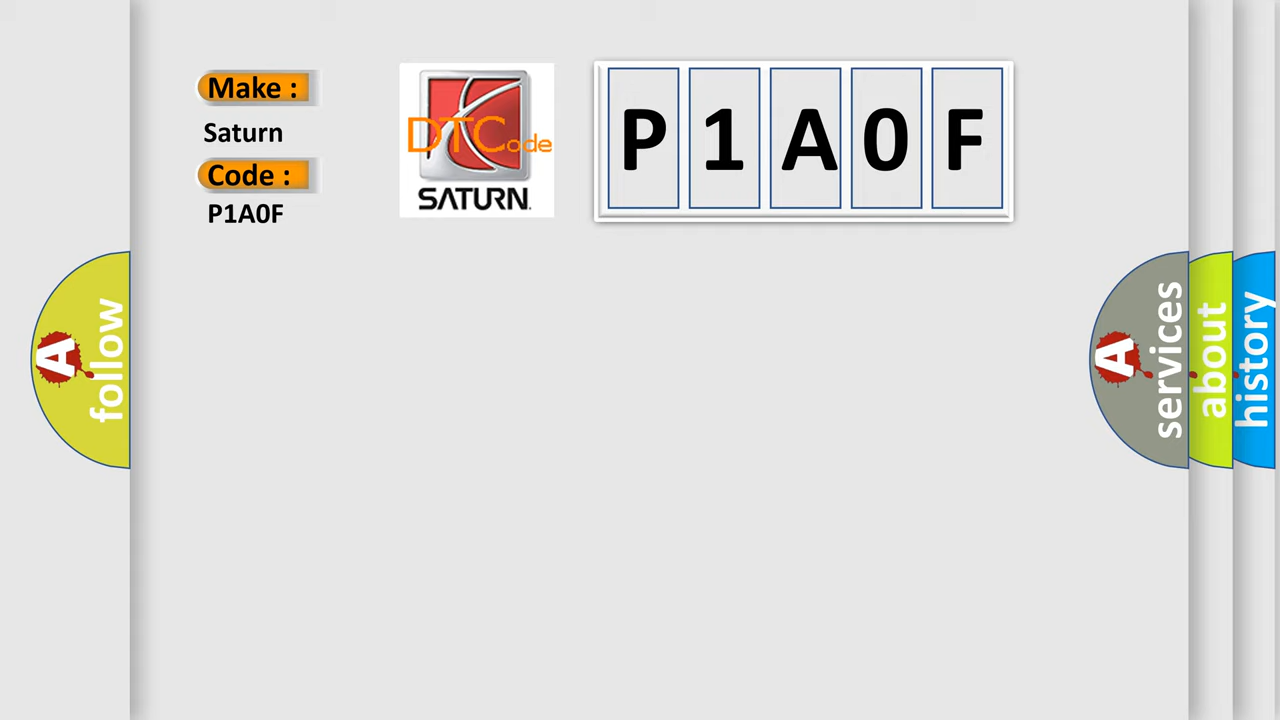 Make :
Saturn
Code :
P1A0F
DTCode
SATURN.
P 1 A 0 F
A follow
A services
about
history